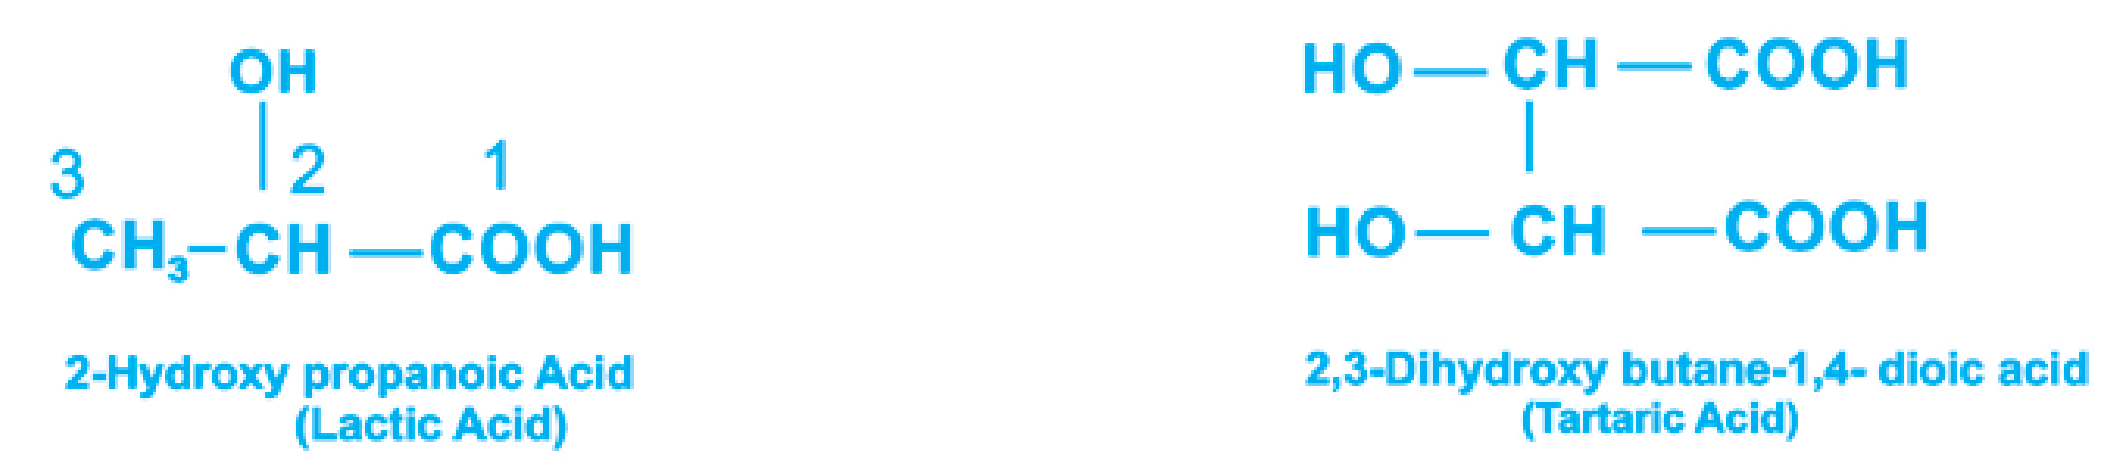 OH
3 2 1
CH₃–CH—COOH
2-Hydroxy propanoic Acid
(Lactic Acid)
HO—CH—COOH
HO—CH—COOH
2,3-Dihydroxy butane-1,4- dioic acid
(Tartaric Acid)